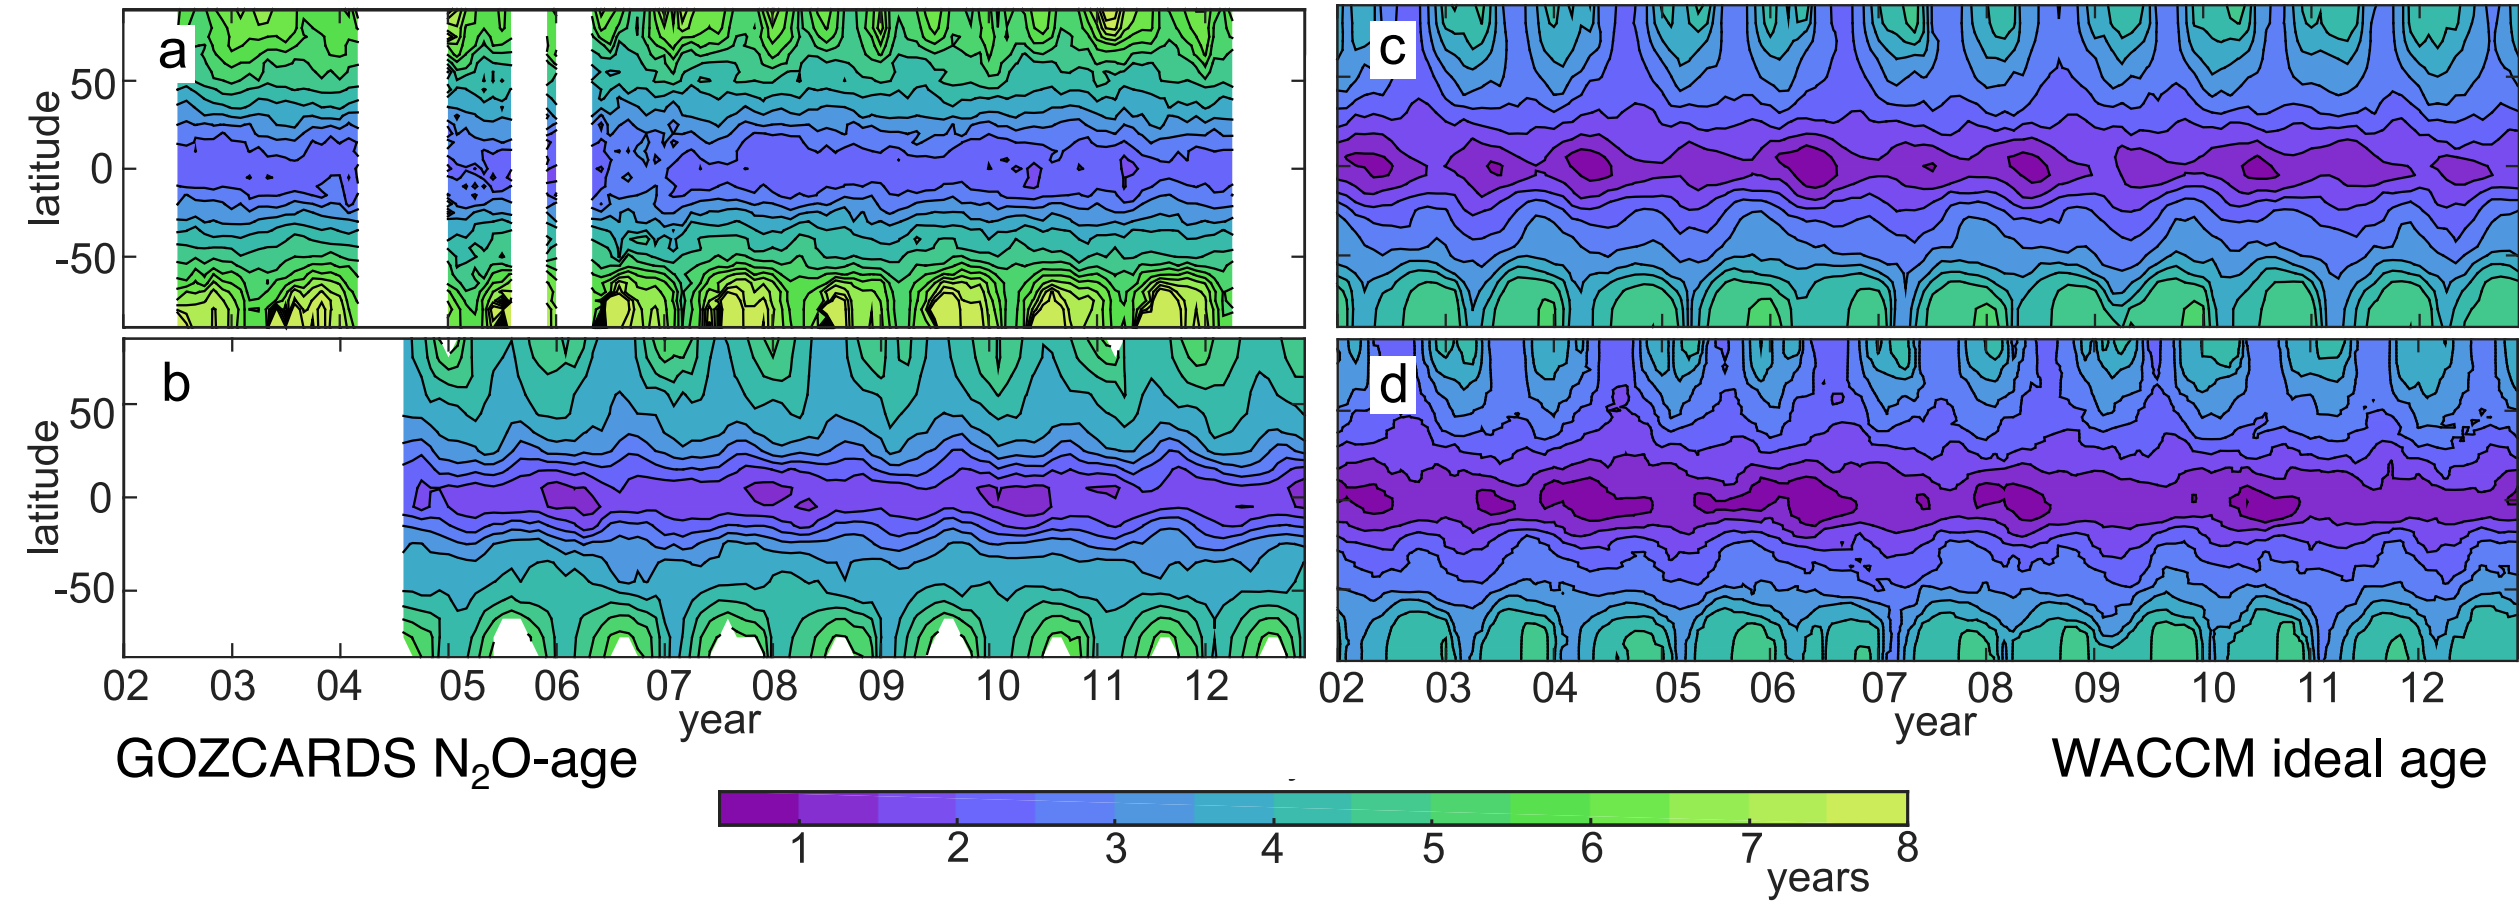 a
50
0
-50
latitude
c
b
50
0
-50
latitude
d
02 03 04 05 06 07 08 09 10 11 12
year
02 03 04 05 06 07 08 09 10 11 12
year
GOZCARDS N₂O-age
WACCM ideal age
1 2 3 4 5 6 7 8
years